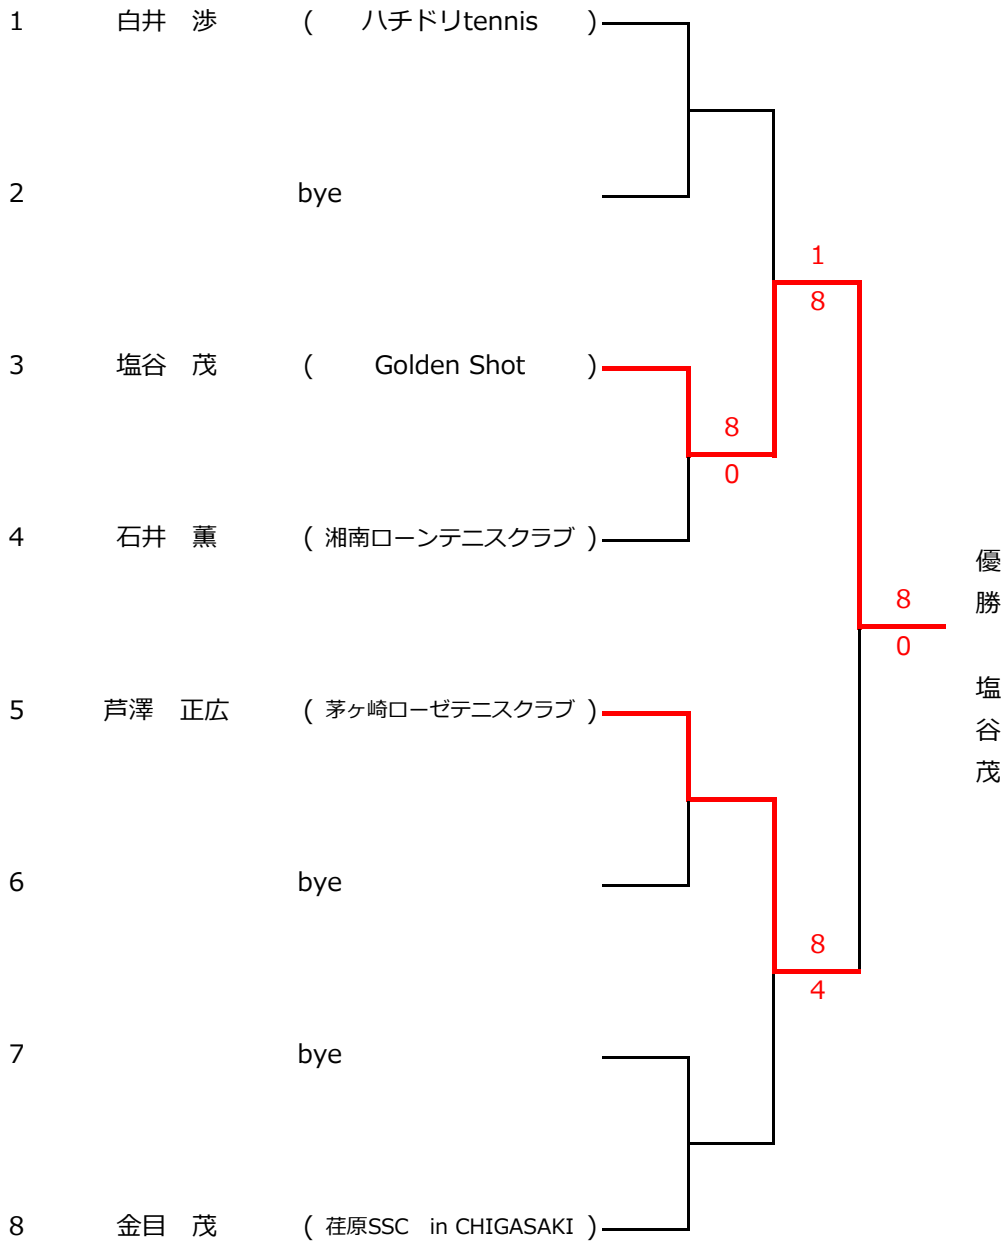 1 白井　渉 ( ハチドリtennis )
2 bye
1
8
3 塩谷　茂 ( Golden Shot )
8
0
4 石井　薫 ( 湘南ローンテニスクラブ )
優勝　塩谷茂
8
0
5 芦澤　正広 ( 茅ヶ崎ローゼテニスクラブ )
6 bye
8
4
7 bye
8 金目　茂 ( 荏原SSC　in CHIGASAKI )